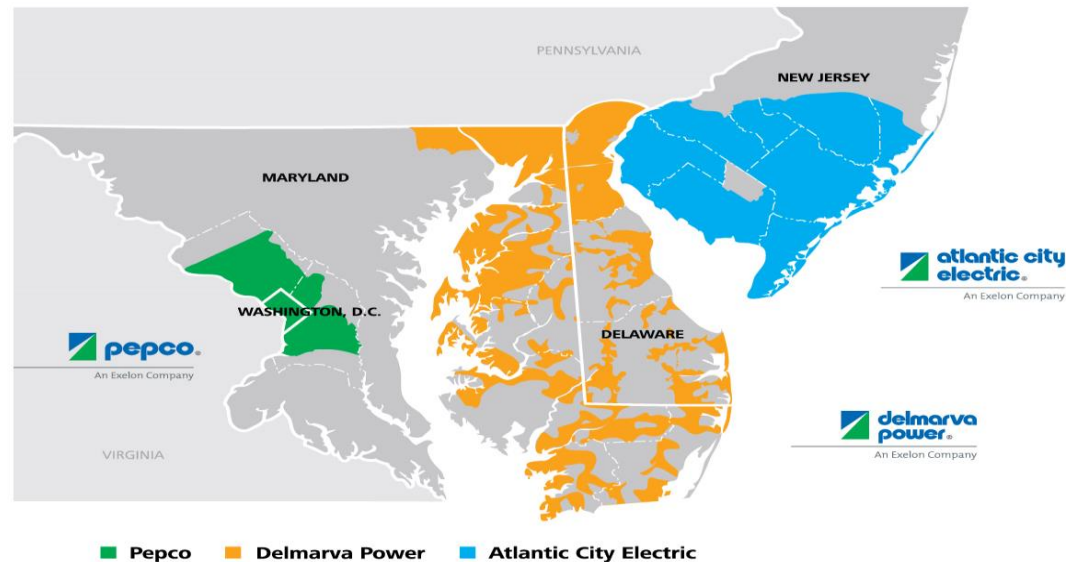 PENNSYLVANIA
NEW JERSEY
MARYLAND
atlantic city
electric®
An Exelon Company
WASHINGTON, D.C.
DELAWARE
pepco®
An Exelon Company
delmarva
power®
An Exelon Company
VIRGINIA
Pepco Delmarva Power Atlantic City Electric